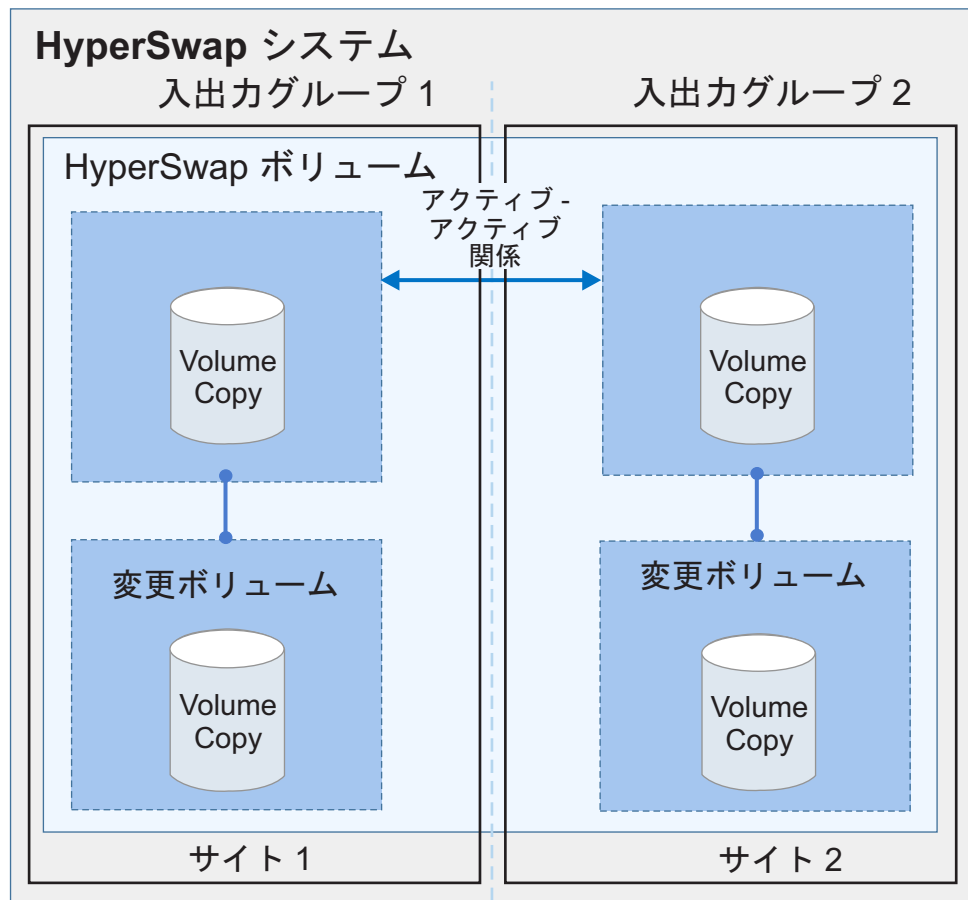 HyperSwap システム
入出力グループ 1
入出力グループ 2
HyperSwap ボリューム
アクティブ -
アクティブ
関係
Volume
Copy
Volume
Copy
変更ボリューム
変更ボリューム
Volume
Copy
Volume
Copy
サイト 1
サイト 2